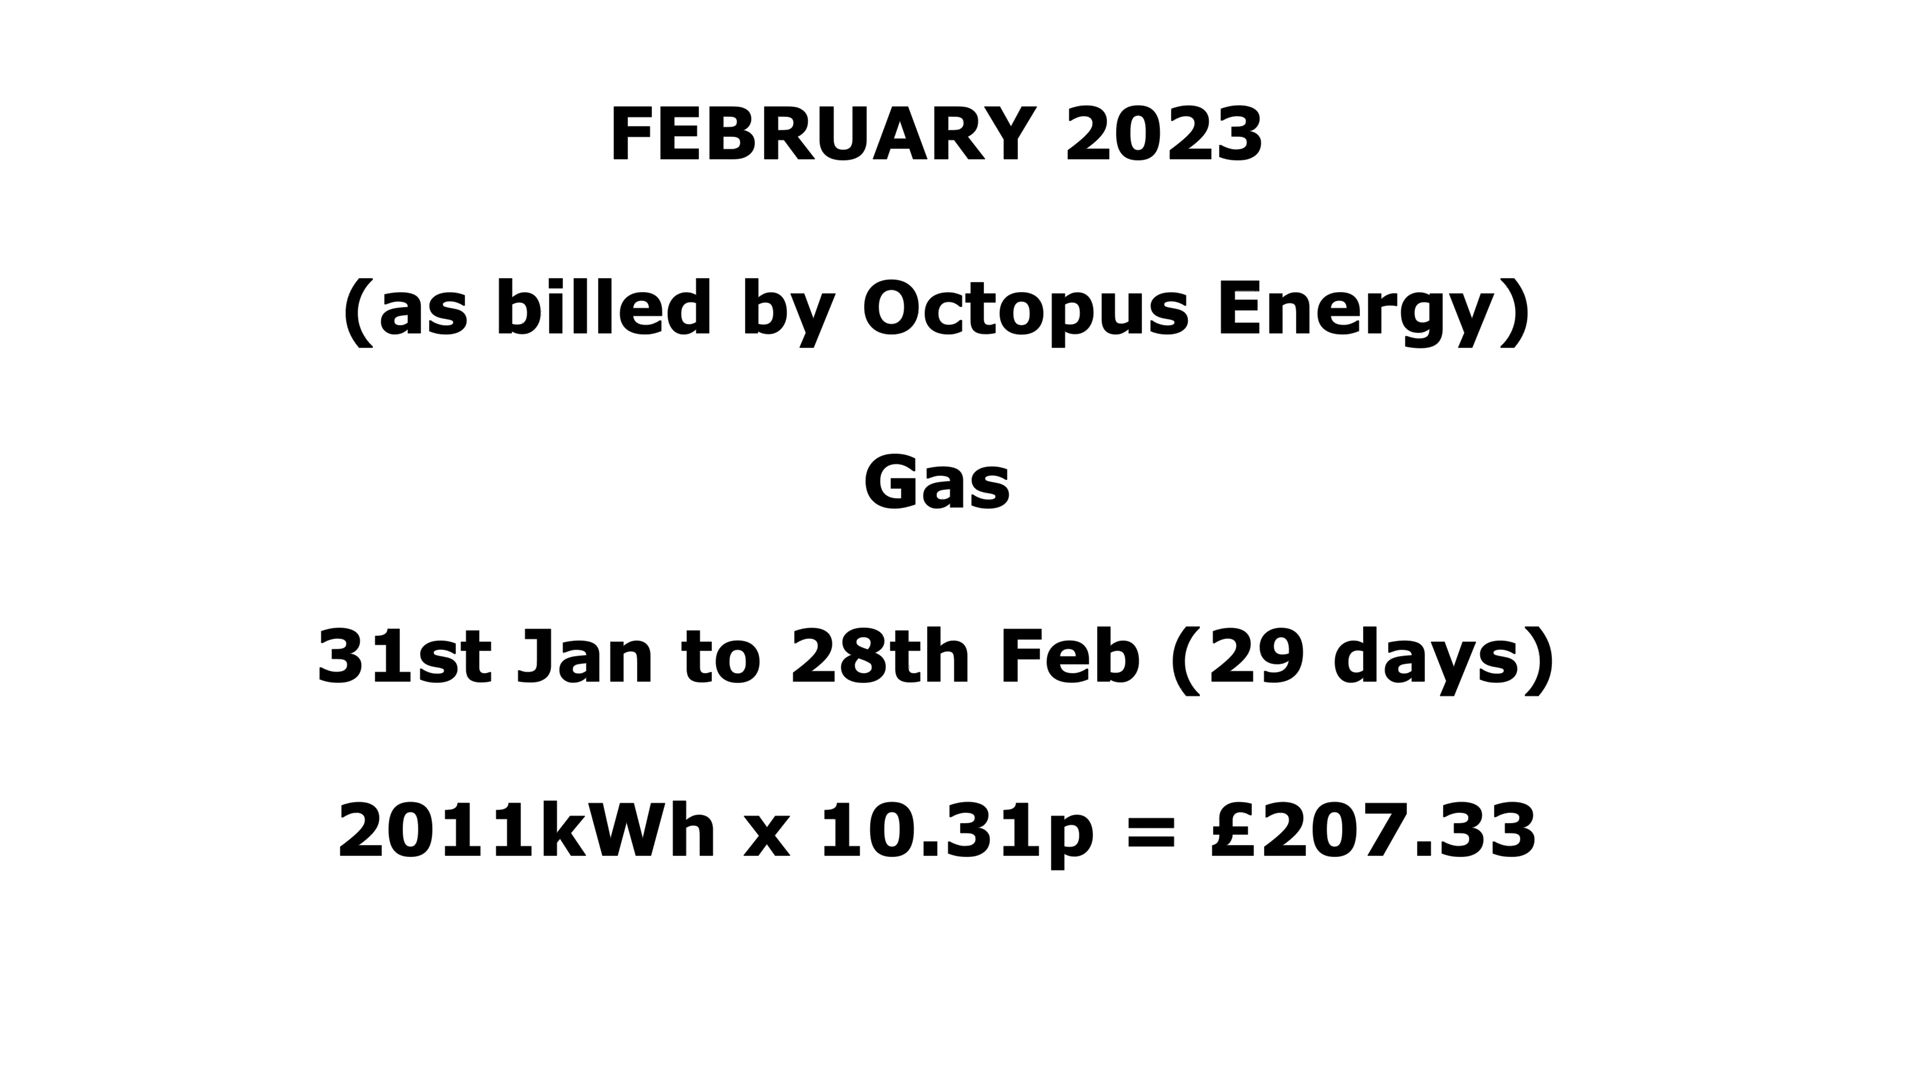 FEBRUARY 2023
(as billed by Octopus Energy)
Gas
31st Jan to 28th Feb (29 days)
2011kWh x 10.31p = £207.33